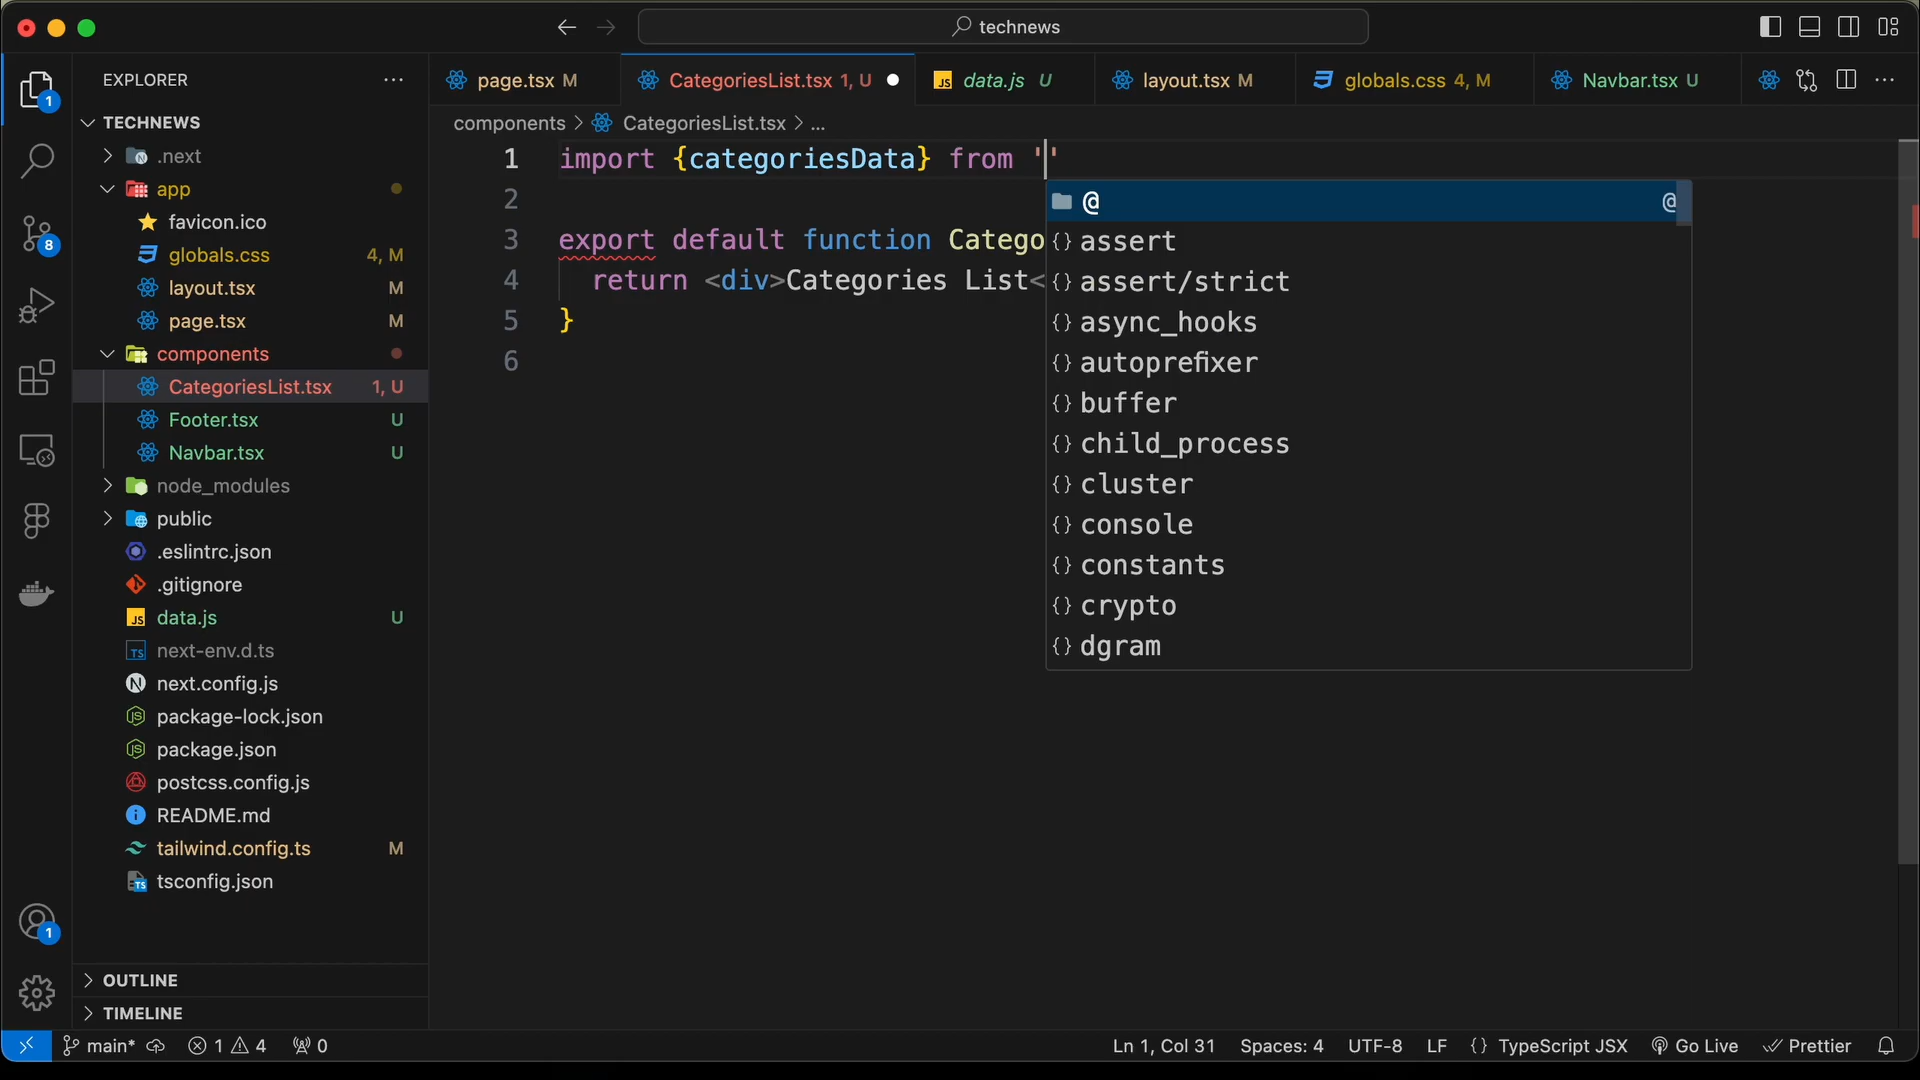 technews
EXPLORER
page.tsx M
CategoriesList.tsx 1, U
data.js U
layout.tsx M
globals.css 4, M
Navbar.tsx U
TECHNEWS
components > CategoriesList.tsx > ...
.next
app
favicon.ico
globals.css 4, M
layout.tsx M
page.tsx M
components
CategoriesList.tsx 1, U
Footer.tsx U
Navbar.tsx U
node_modules
public
.eslintrc.json
.gitignore
data.js U
next-env.d.ts
next.config.js
package-lock.json
package.json
postcss.config.js
README.md
tailwind.config.ts M
tsconfig.json
OUTLINE
TIMELINE
1
8
1
1 import {categoriesData} from ''
2
3 export default function Catego
4 return <div>Categories List<
5 }
6
@ @
{} assert
{} assert/strict
{} async_hooks
{} autoprefixer
{} buffer
{} child_process
{} cluster
{} console
{} constants
{} crypto
{} dgram
main* 1 4 0
Ln 1, Col 31 Spaces: 4 UTF-8 LF {} TypeScript JSX Go Live Prettier